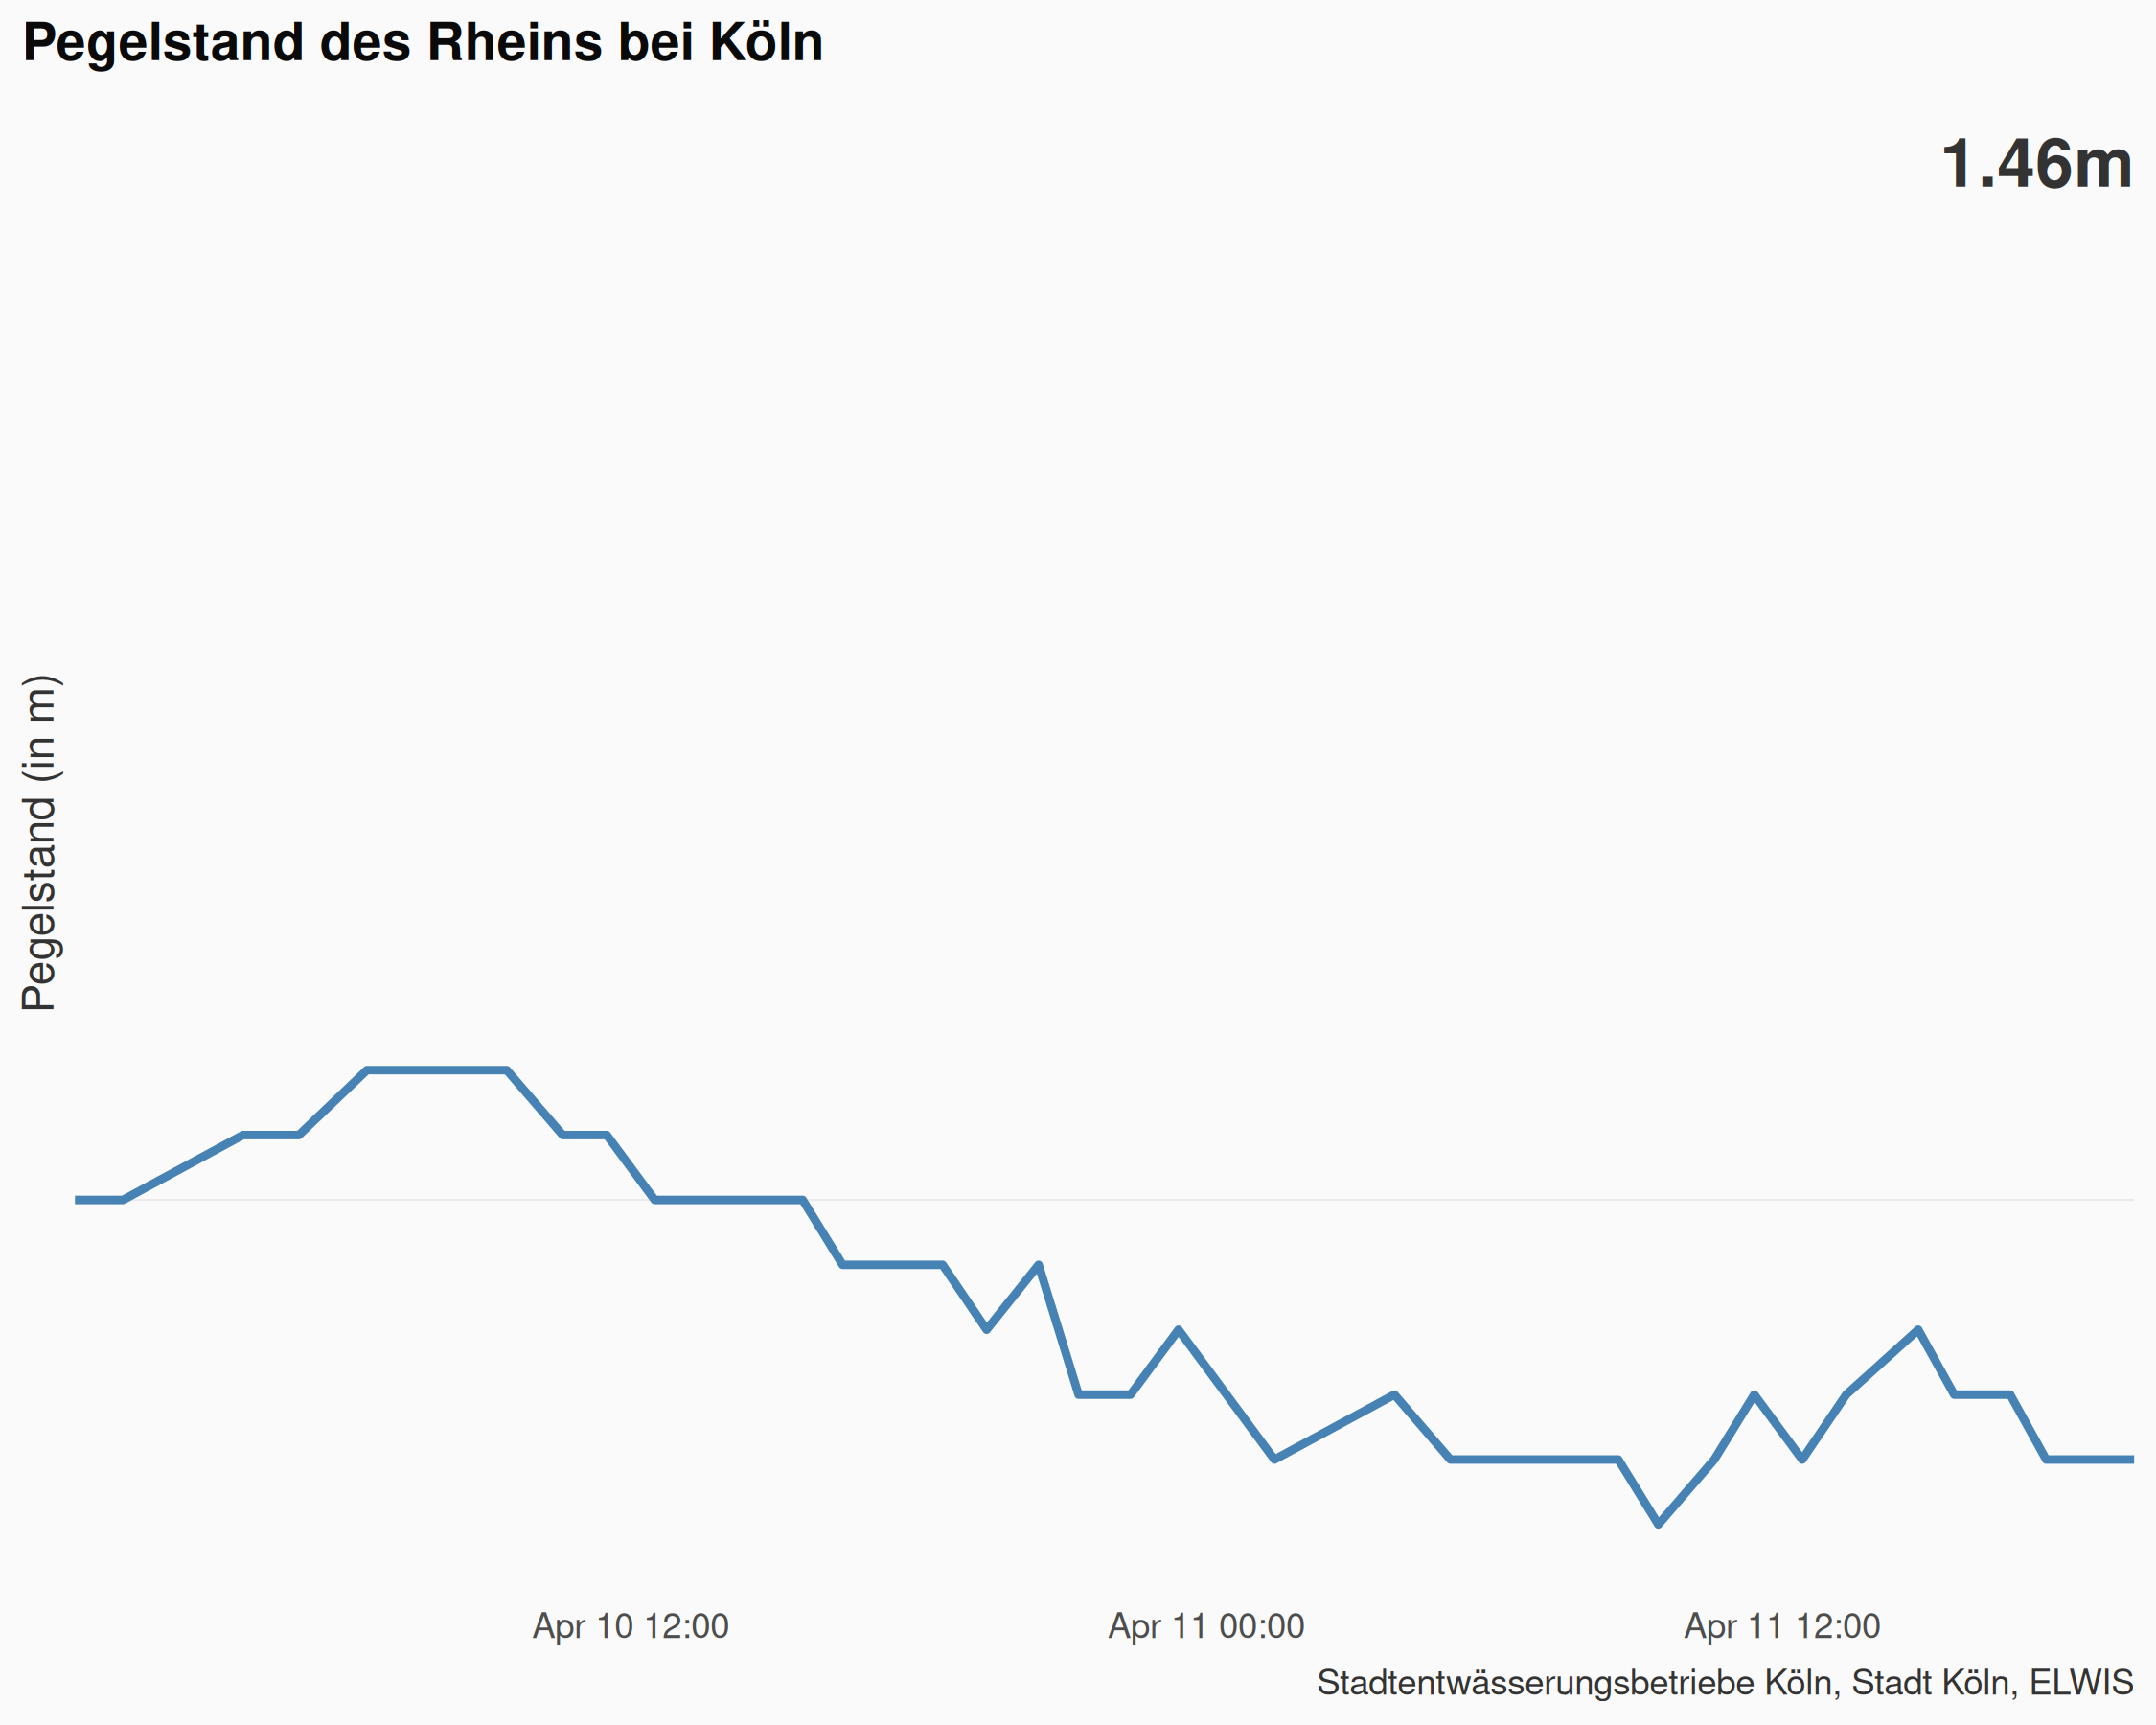 Pegelstand des Rheins bei Köln
1.46m
Pegelstand (in m)
Apr 10 12:00
Apr 11 00:00
Apr 11 12:00
Stadtentwässerungsbetriebe Köln, Stadt Köln, ELWIS